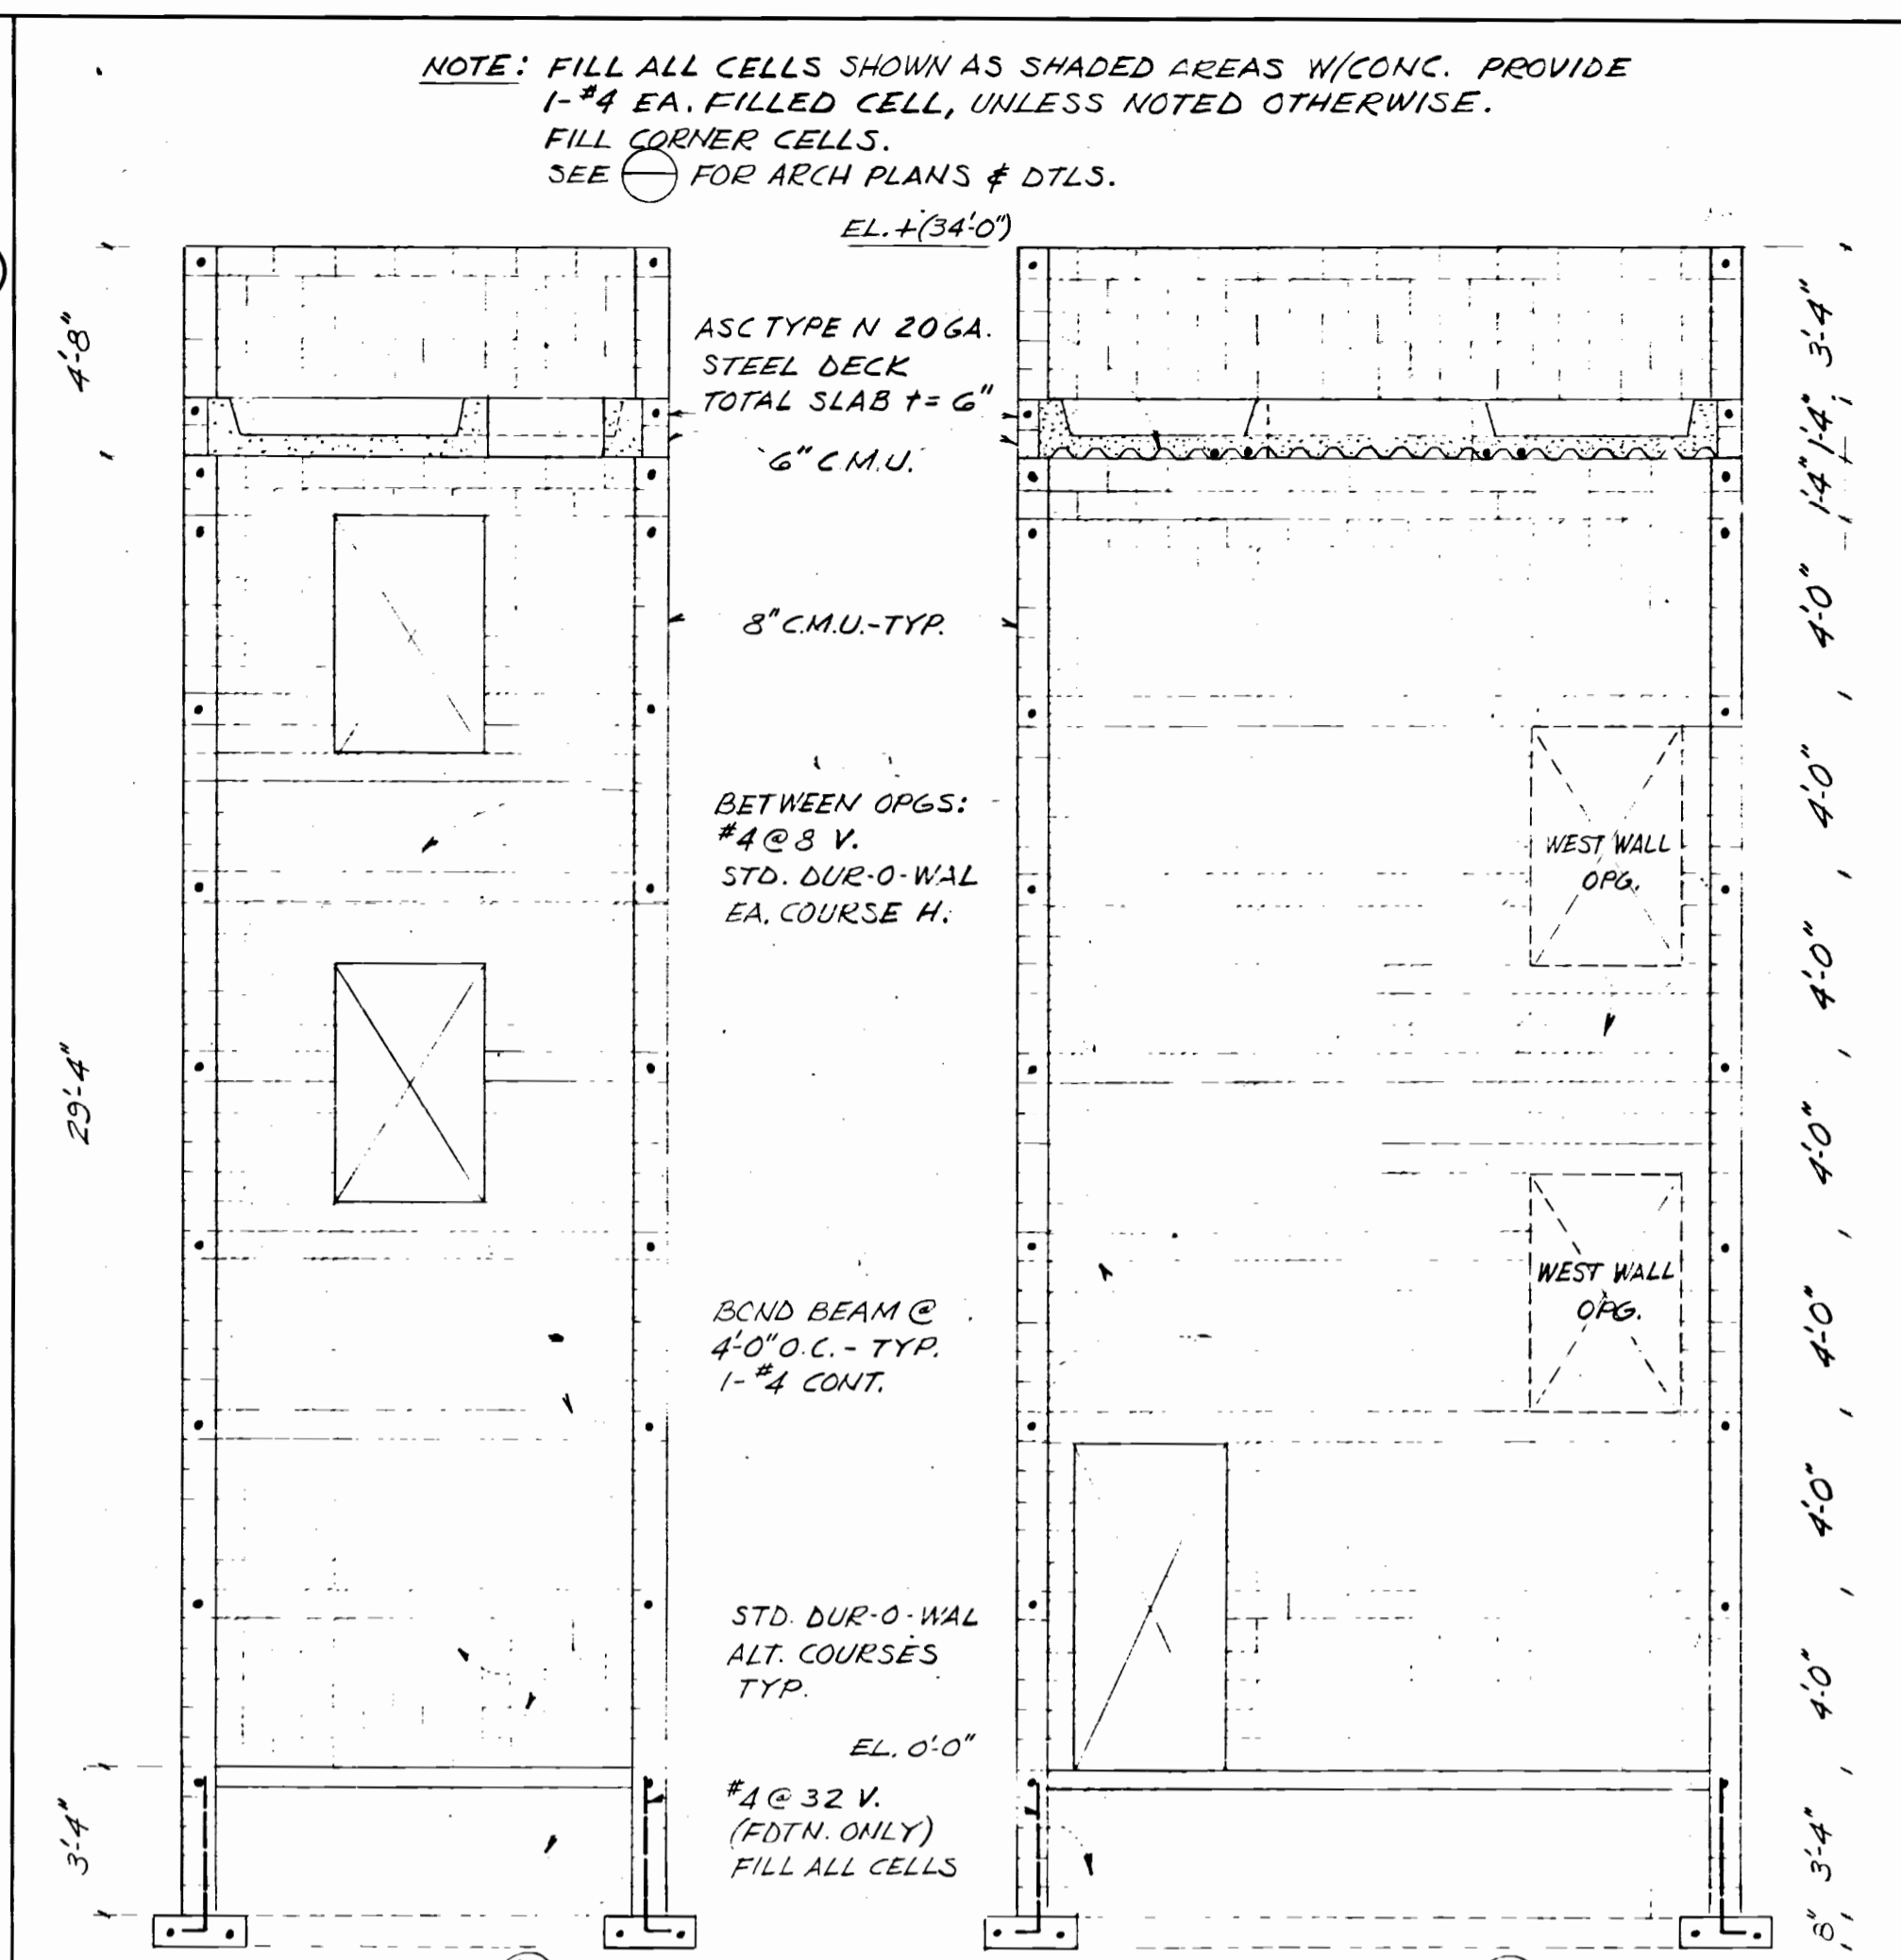 NOTE: FILL ALL CELLS SHOWN AS SHADED AREAS W/CONC. PROVIDE
1-#4 EA. FILLED CELL, UNLESS NOTED OTHERWISE.
FILL CORNER CELLS.
SEE FOR ARCH PLANS & DTLS.
EL. +(34'-0")
4'-8"
29'-4"
3'-4"
ASC TYPE N 20 GA.
STEEL DECK
TOTAL SLAB t = 6"
6" C.M.U.
8" C.M.U.-TYP.
BETWEEN OPGS:
#4 @ 8 V.
STD. DUR-O-WAL
EA. COURSE H.
BOND BEAM @
4'-0" O.C. - TYP.
1-#4 CONT.
STD. DUR-O-WAL
ALT. COURSES
TYP.
EL. 0'-0"
#4 @ 32 V.
(FDTN. ONLY)
FILL ALL CELLS
WEST WALL
OPG.
WEST WALL
OPG.
3'-4"
1'-4"
1'-4"
4'-0"
4'-0"
4'-0"
4'-0"
4'-0"
4'-0"
4'-0"
3'-4"
8"